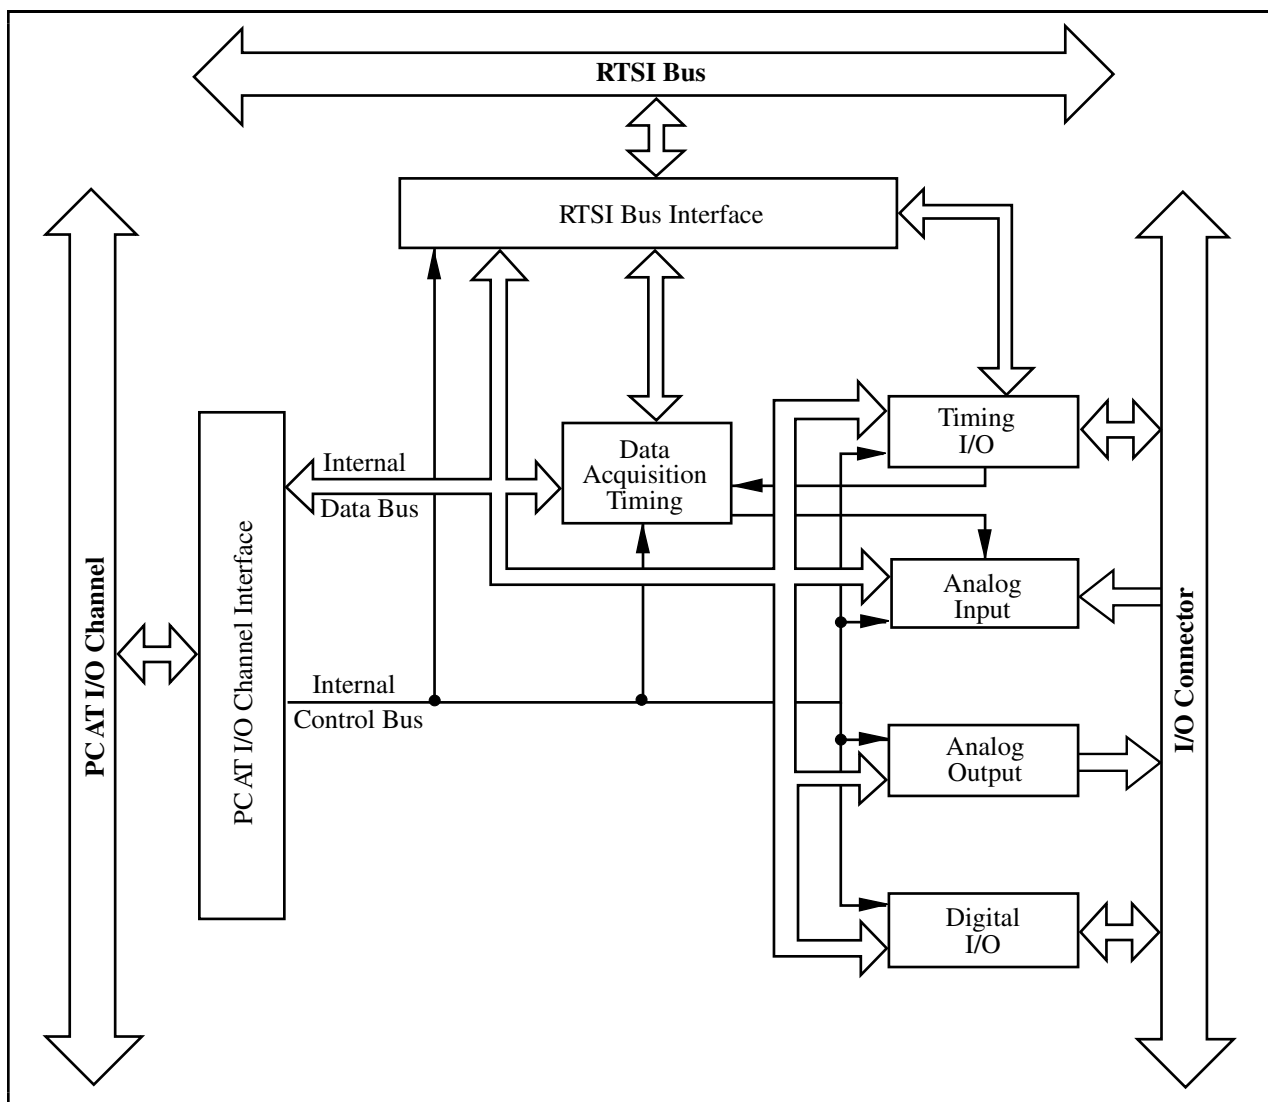 RTSI Bus
RTSI Bus Interface
Timing
I/O
Data
Acquisition
Timing
Internal
Data Bus
Analog
Input
PC AT I/O Channel
PC AT I/O Channel Interface
I/O Connector
Internal
Control Bus
Analog
Output
Digital
I/O